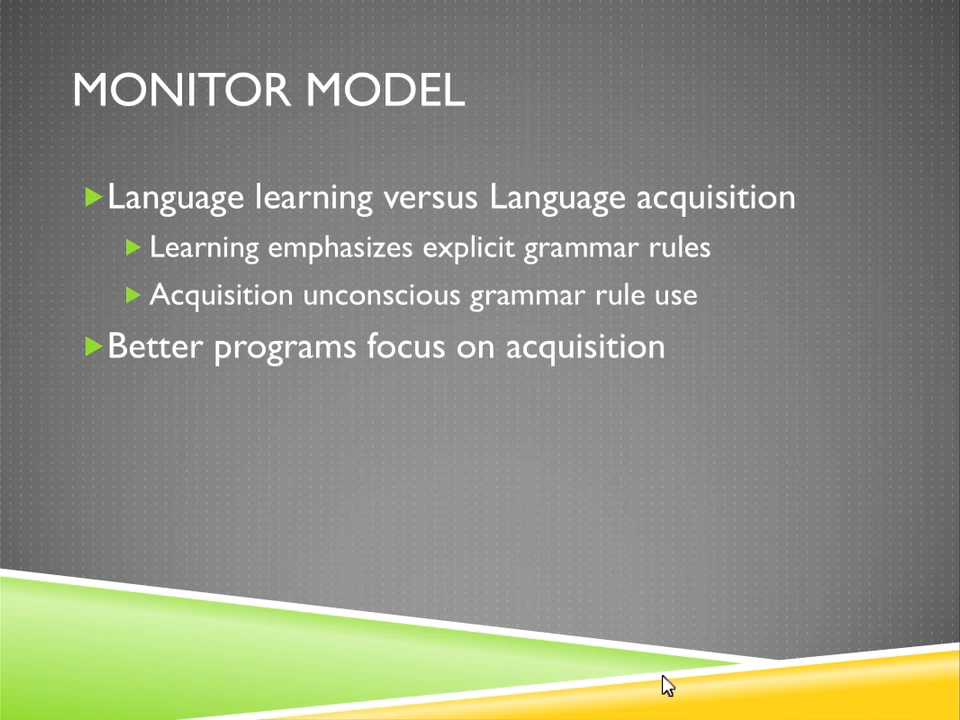 MONITOR MODEL
Language learning versus Language acquisition
Learning emphasizes explicit grammar rules
Acquisition unconscious grammar rule use
Better programs focus on acquisition